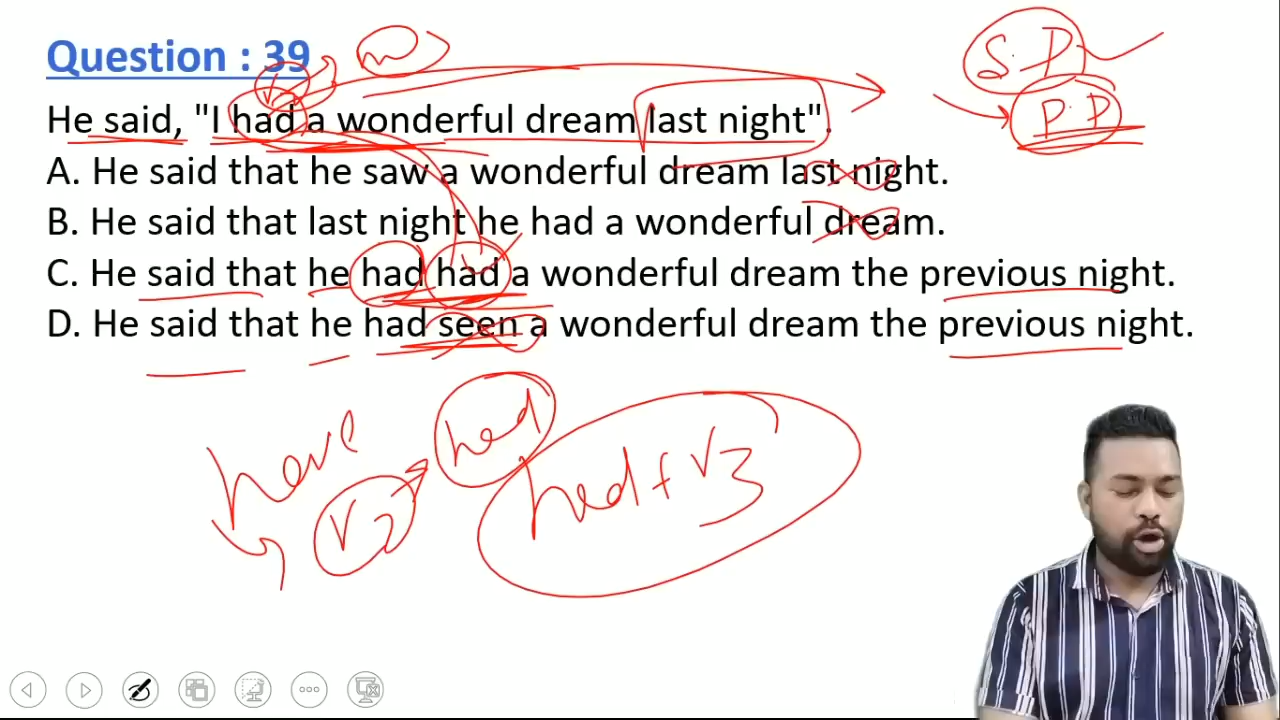 Question : 39
S.P
P.P
He said, "I had a wonderful dream last night".
A. He said that he saw a wonderful dream last night.
B. He said that last night he had a wonderful dream.
C. He said that he had had a wonderful dream the previous night.
D. He said that he had seen a wonderful dream the previous night.
have
V2
had
had + V3